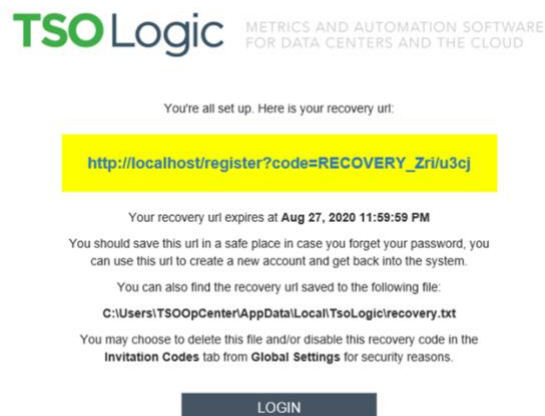 TSO Logic METRICS AND AUTOMATION SOFTWARE
FOR DATA CENTERS AND THE CLOUD
You're all set up. Here is your recovery url:
http://localhost/register?code=RECOVERY_Zri/u3cj
Your recovery url expires at Aug 27, 2020 11:59:59 PM
You should save this url in a safe place in case you forget your password, you
can use this url to create a new account and get back into the system.
You can also find the recovery url saved to the following file:
C:\Users\TSOOpCenter\AppData\Local\TsoLogic\recovery.txt
You may choose to delete this file and/or disable this recovery code in the
Invitation Codes tab from Global Settings for security reasons.
LOGIN